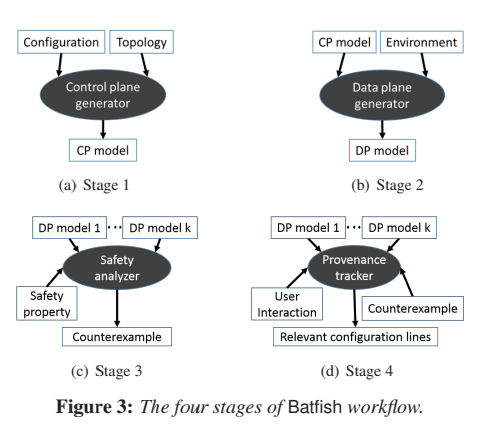 Configuration Topology
Control plane
generator
CP model
(a) Stage 1
CP model Environment
Data plane
generator
DP model
(b) Stage 2
DP model 1 ··· DP model k
Safety
analyzer
Safety
property
Counterexample
(c) Stage 3
DP model 1 ··· DP model k
Provenance
tracker
User
Interaction
Counterexample
Relevant configuration lines
(d) Stage 4
Figure 3: The four stages of Batfish workflow.